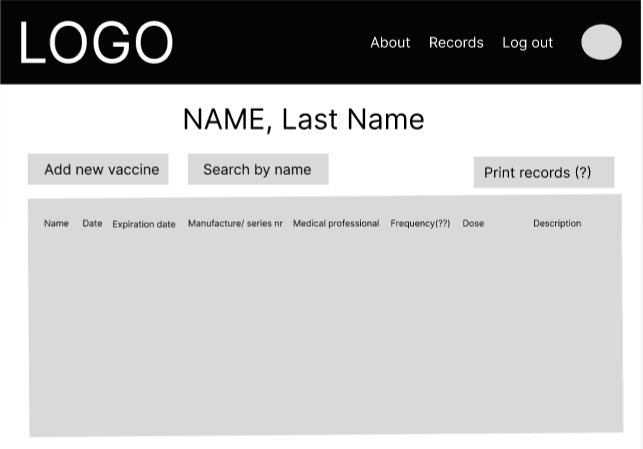 LOGO About Records Log out
NAME, Last Name
Add new vaccine Search by name Print records (?)
Name Date Expiration date Manufacture/ series nr Medical professional Frequency(??) Dose Description